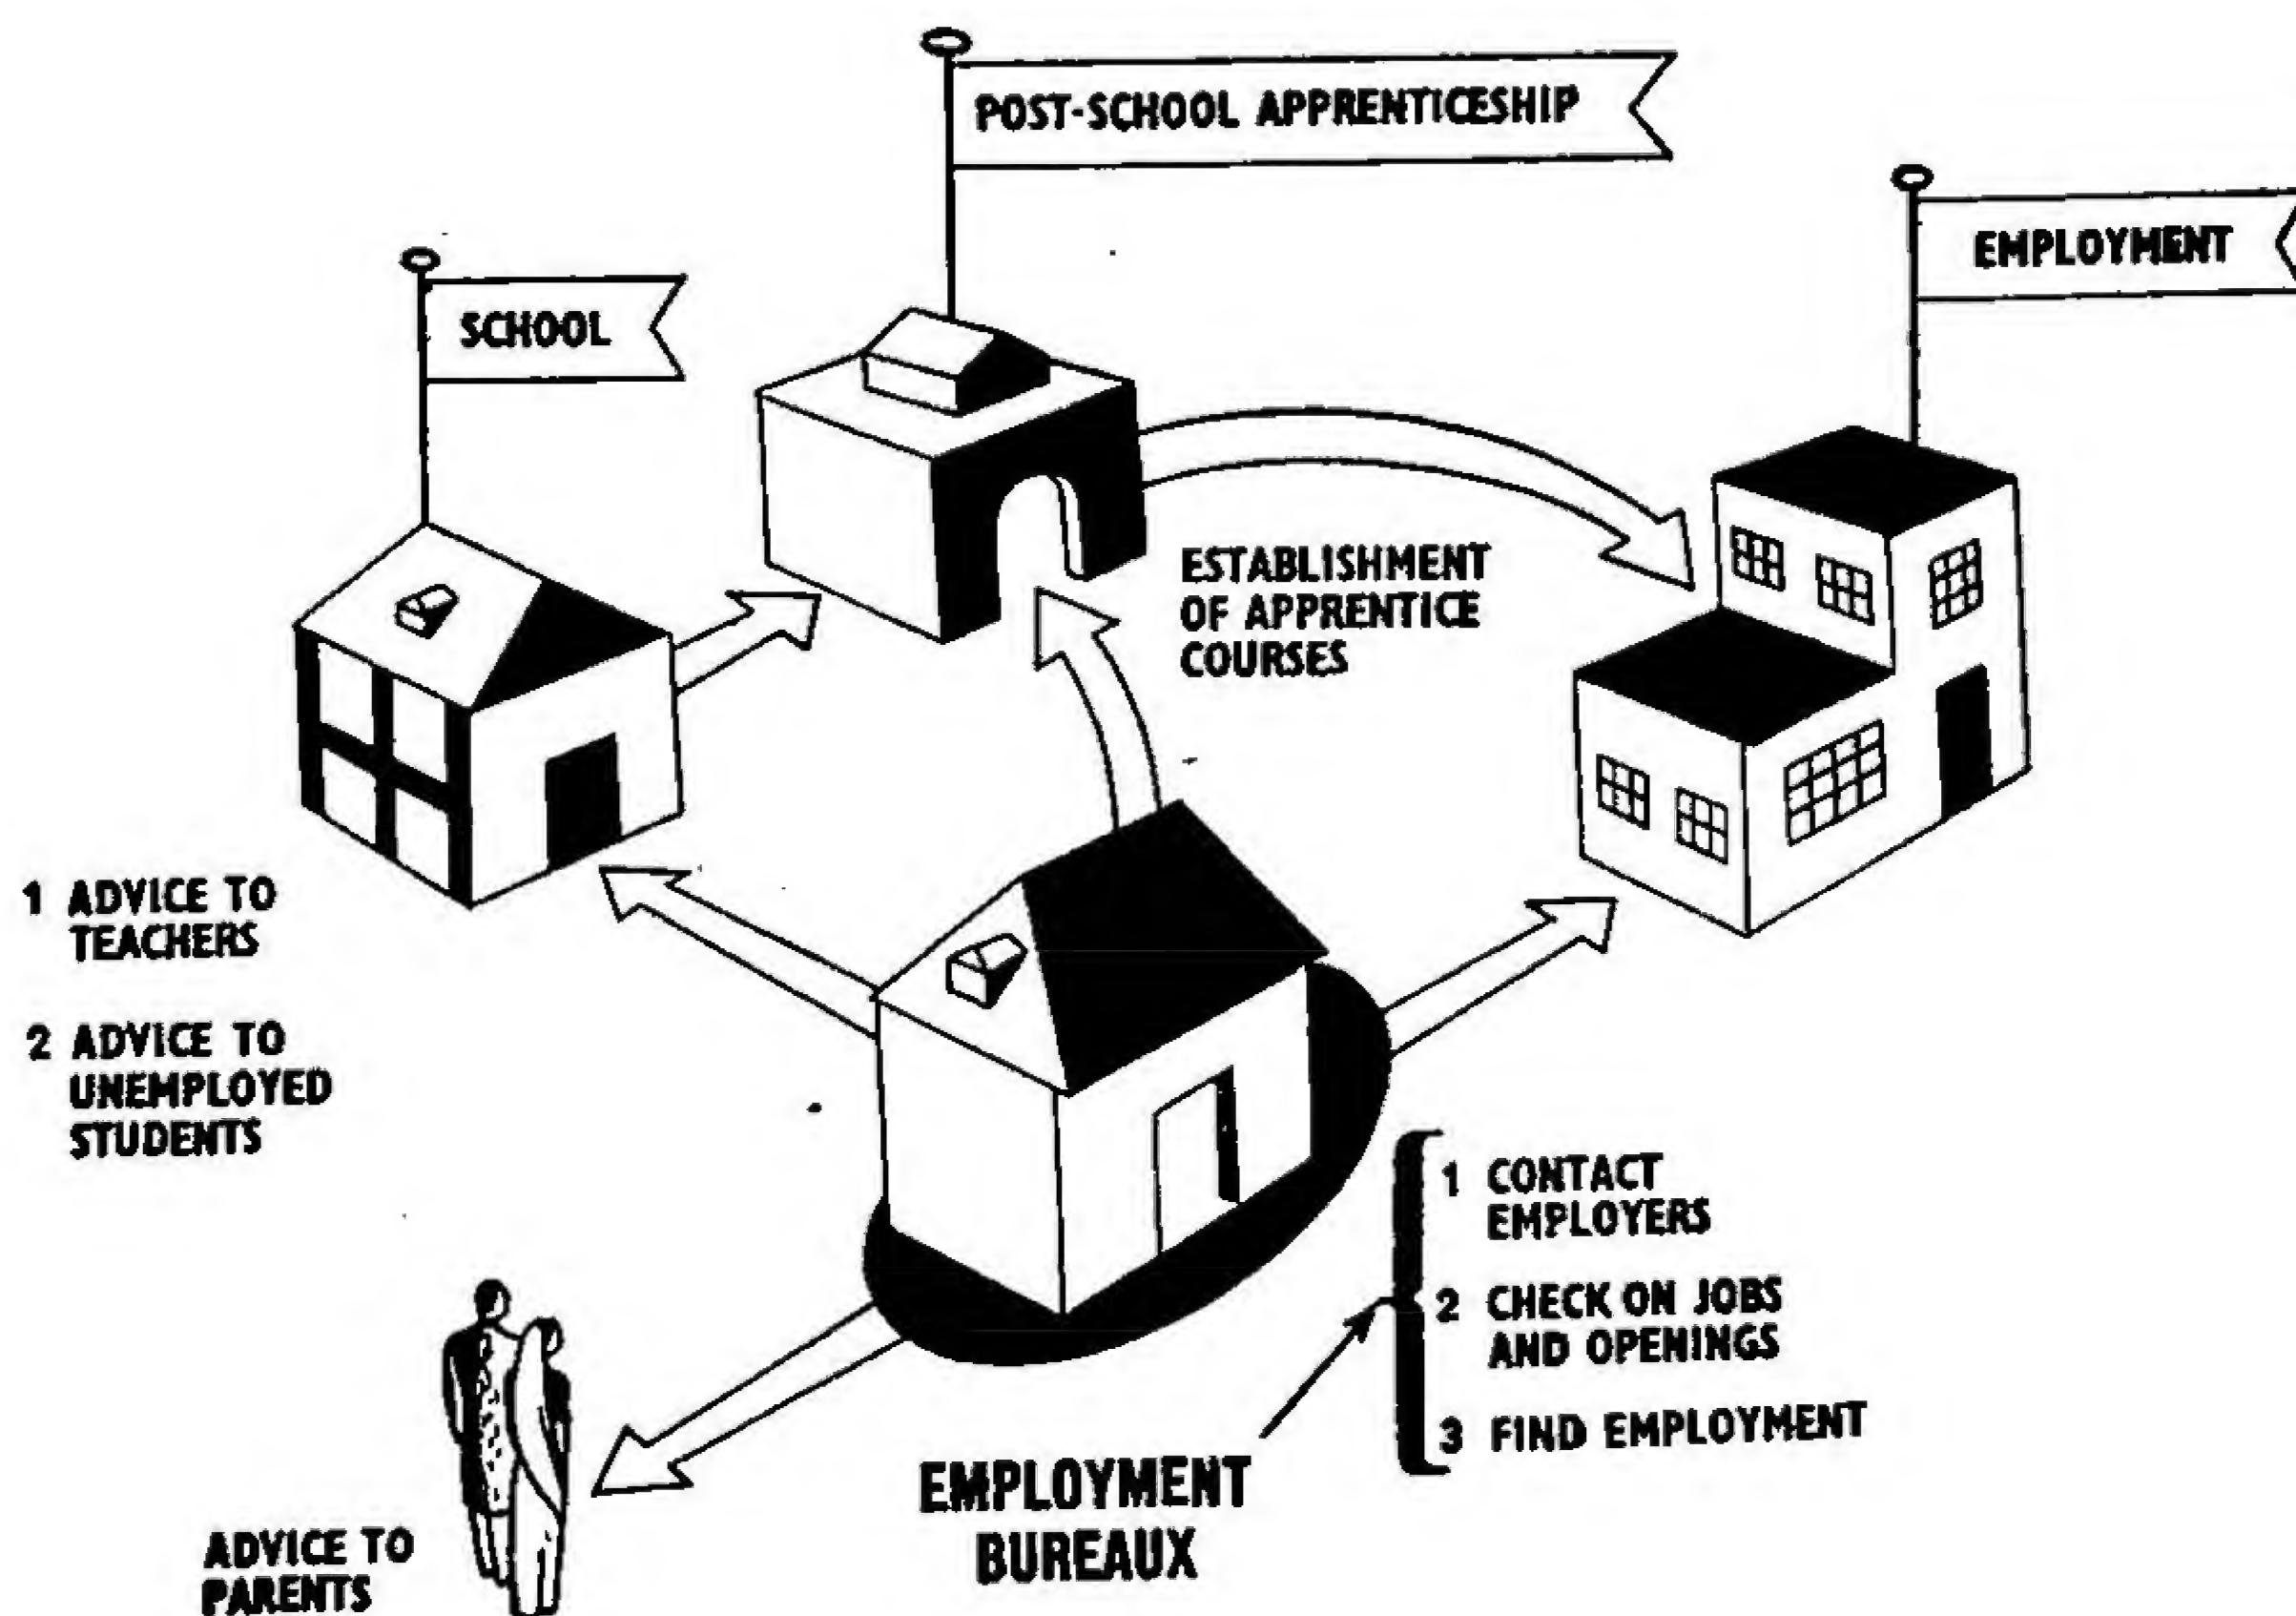 POST-SCHOOL APPRENTICESHIP
EMPLOYMENT
SCHOOL
ESTABLISHMENT
OF APPRENTICE
COURSES
1 ADVICE TO
TEACHERS
2 ADVICE TO
UNEMPLOYED
STUDENTS
1 CONTACT
EMPLOYERS
2 CHECK ON JOBS
AND OPENINGS
3 FIND EMPLOYMENT
EMPLOYMENT
BUREAUX
ADVICE TO
PARENTS